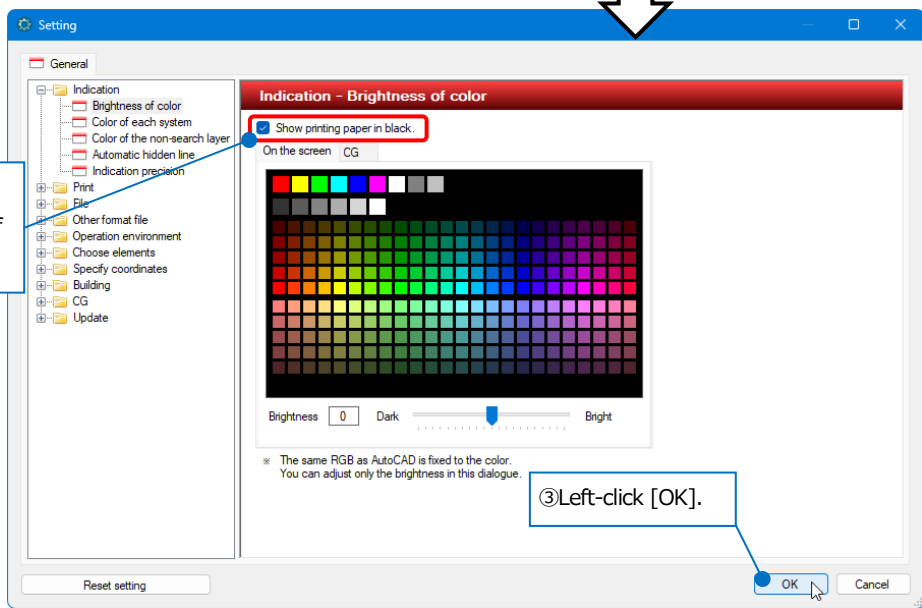 Setting
General
Indication
Brightness of color
Color of each system
Color of the non-search layer
Automatic hidden line
Indication precision
Print
File
Other format file
Operation environment
Choose elements
Specify coordinates
Building
CG
Update
Indication - Brightness of color
Show printing paper in black.
On the screen CG
Brightness 0 Dark Bright
※ The same RGB as AutoCAD is fixed to the color.
You can adjust only the brightness in this dialogue.
③Left-click [OK].
Reset setting
OK Cancel